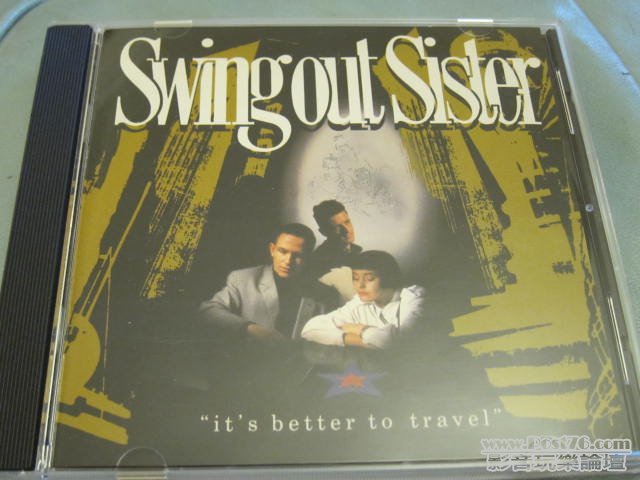 Swing out Sister
"it's better to travel"
www.Post76.com
影音玩樂論壇